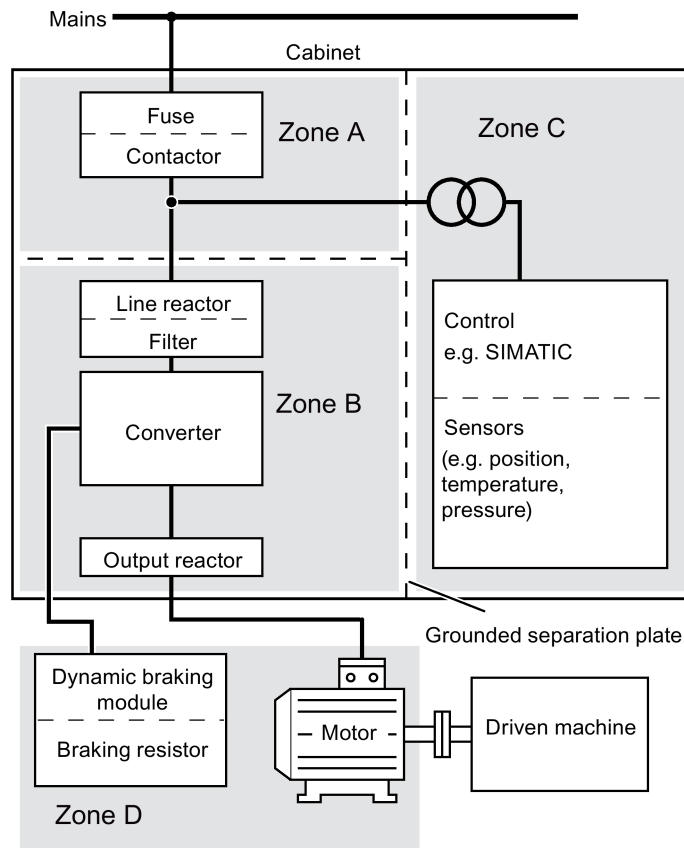 Mains
Cabinet
Fuse
Contactor
Zone A
Zone C
Line reactor
Filter
Zone B
Converter
Output reactor
Control
e.g. SIMATIC
Sensors
(e.g. position,
temperature,
pressure)
Grounded separation plate
Dynamic braking
module
Braking resistor
Motor
Driven machine
Zone D